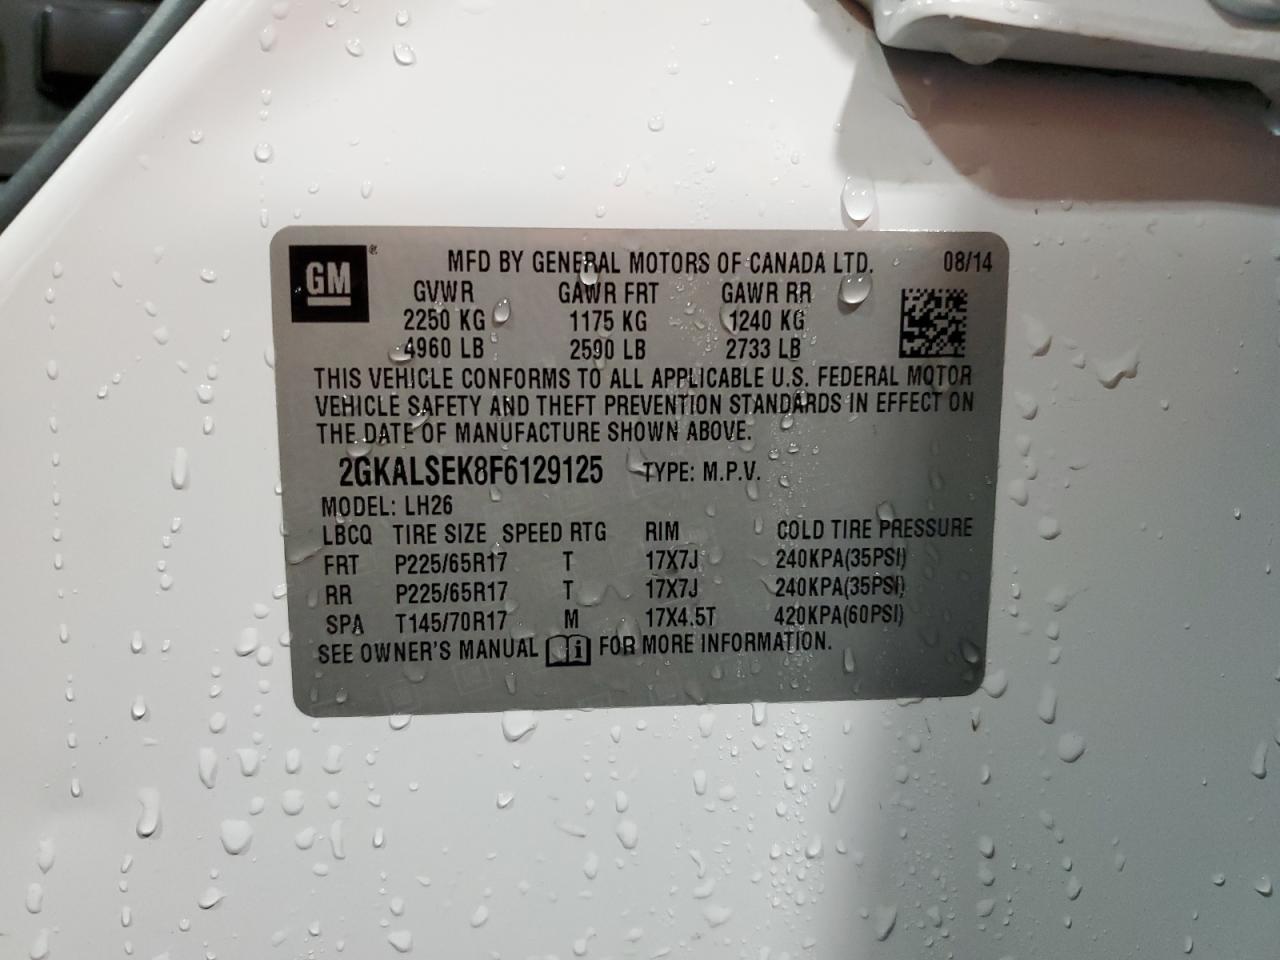 GM ® MFD BY GENERAL MOTORS OF CANADA LTD. 08/14
GVWR GAWR FRT GAWR RR
2250 KG 1175 KG 1240 KG
4960 LB 2590 LB 2733 LB
THIS VEHICLE CONFORMS TO ALL APPLICABLE U.S. FEDERAL MOTOR
VEHICLE SAFETY AND THEFT PREVENTION STANDARDS IN EFFECT ON
THE DATE OF MANUFACTURE SHOWN ABOVE.
2GKALSEK8F6129125 TYPE: M.P.V.
MODEL: LH26
LBCQ TIRE SIZE SPEED RTG RIM COLD TIRE PRESSURE
FRT P225/65R17 T 17X7J 240KPA(35PSI)
RR P225/65R17 T 17X7J 240KPA(35PSI)
SPA T145/70R17 M 17X4.5T 420KPA(60PSI)
SEE OWNER'S MANUAL i FOR MORE INFORMATION.